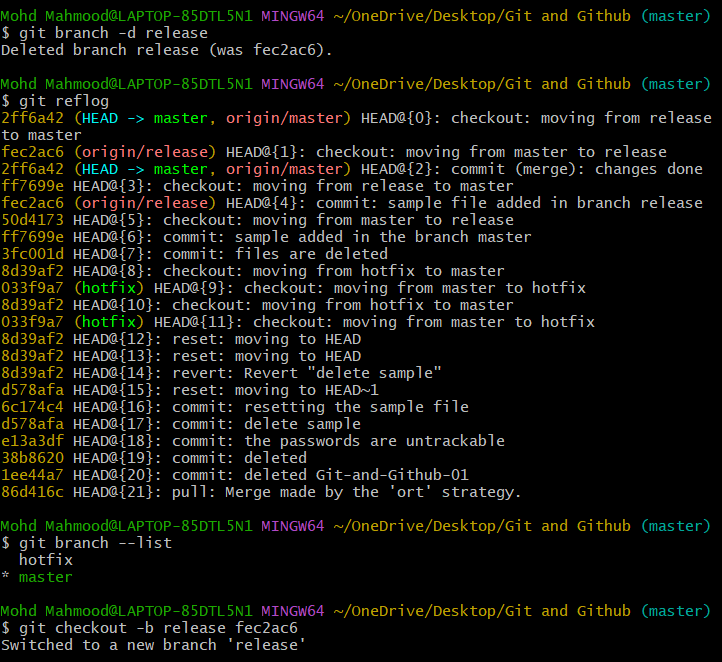 Mohd Mahmood@LAPTOP-85DTL5N1 MINGW64 ~/OneDrive/Desktop/Git and Github (master)
$ git branch -d release
Deleted branch release (was fec2ac6).
Mohd Mahmood@LAPTOP-85DTL5N1 MINGW64 ~/OneDrive/Desktop/Git and Github (master)
$ git reflog
2ff6a42 (HEAD -> master, origin/master) HEAD@{0}: checkout: moving from release
to master
fec2ac6 (origin/release) HEAD@{1}: checkout: moving from master to release
2ff6a42 (HEAD -> master, origin/master) HEAD@{2}: commit (merge): changes done
ff7699e HEAD@{3}: checkout: moving from release to master
fec2ac6 (origin/release) HEAD@{4}: commit: sample file added in branch release
50d4173 HEAD@{5}: checkout: moving from master to release
ff7699e HEAD@{6}: commit: sample added in the branch master
3fc001d HEAD@{7}: commit: files are deleted
8d39af2 HEAD@{8}: checkout: moving from hotfix to master
033f9a7 (hotfix) HEAD@{9}: checkout: moving from master to hotfix
8d39af2 HEAD@{10}: checkout: moving from hotfix to master
033f9a7 (hotfix) HEAD@{11}: checkout: moving from master to hotfix
8d39af2 HEAD@{12}: reset: moving to HEAD
8d39af2 HEAD@{13}: reset: moving to HEAD
8d39af2 HEAD@{14}: revert: Revert "delete sample"
d578afa HEAD@{15}: reset: moving to HEAD~1
6c174c4 HEAD@{16}: commit: resetting the sample file
d578afa HEAD@{17}: commit: delete sample
e13a3df HEAD@{18}: commit: the passwords are untrackable
38b8620 HEAD@{19}: commit: deleted
1ee44a7 HEAD@{20}: commit: deleted Git-and-Github-01
86d416c HEAD@{21}: pull: Merge made by the 'ort' strategy.
Mohd Mahmood@LAPTOP-85DTL5N1 MINGW64 ~/OneDrive/Desktop/Git and Github (master)
$ git branch --list
  hotfix
* master
Mohd Mahmood@LAPTOP-85DTL5N1 MINGW64 ~/OneDrive/Desktop/Git and Github (master)
$ git checkout -b release fec2ac6
Switched to a new branch 'release'